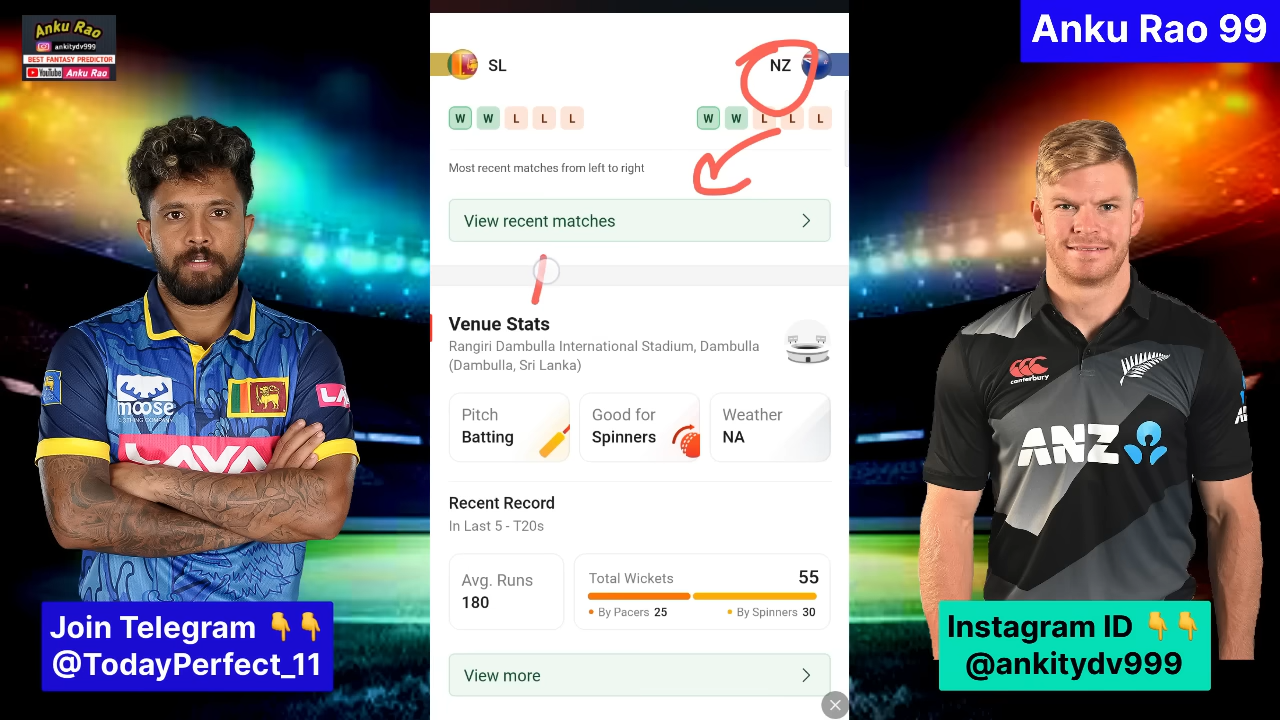 Anku Rao
ankitydv999
BEST FANTASY PREDICTOR
YouTube Anku Rao
Anku Rao 99
SL
NZ
W W L L L
W W L L L
Most recent matches from left to right
View recent matches
Venue Stats
Rangiri Dambulla International Stadium, Dambulla
(Dambulla, Sri Lanka)
Pitch
Batting
Good for
Spinners
Weather
NA
Recent Record
In Last 5 - T20s
Avg. Runs
180
Total Wickets 55
By Pacers 25
By Spinners 30
View more
moose
CLOTHING COMPANY
LAVA
canterbury
ANZ
Join Telegram 👇👇
@TodayPerfect_11
Instagram ID 👇👇
@ankitydv999